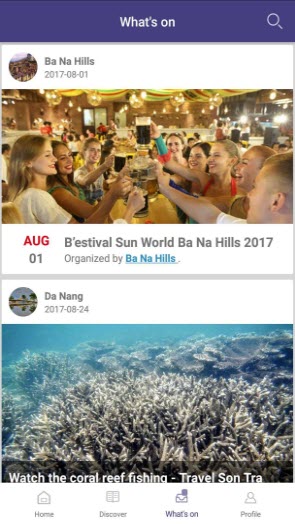 What's on
Ba Na Hills
2017-08-01
AUG
01
B'estival Sun World Ba Na Hills 2017
Organized by Ba Na Hills .
Da Nang
2017-08-24
Watch the coral reef fishing - Travel Son Tra
Home
Discover
What's on
Profile